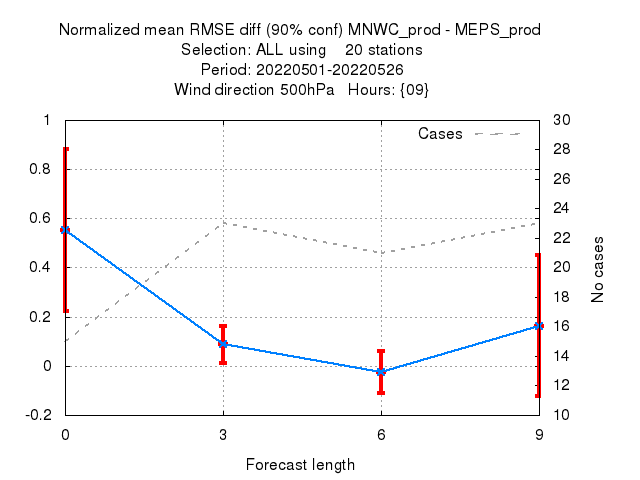 Normalized mean RMSE diff (90% conf) MNWC_prod - MEPS_prod
Selection: ALL using    20 stations
Period: 20220501-20220526
Wind direction 500hPa   Hours: {09}
Cases
1
0.8
0.6
0.4
0.2
0
-0.2
30
28
26
24
22
20
18
16
14
12
10
No cases
0 3 6 9
Forecast length